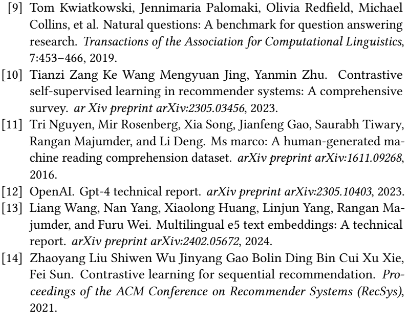 [9] Tom Kwiatkowski, Jennimaria Palomaki, Olivia Redfield, Michael
Collins, et al. Natural questions: A benchmark for question answering
research. Transactions of the Association for Computational Linguistics,
7:453–466, 2019.
[10] Tianzi Zang Ke Wang Mengyuan Jing, Yanmin Zhu. Contrastive
self-supervised learning in recommender systems: A comprehensive
survey. ar Xiv preprint arXiv:2305.03456, 2023.
[11] Tri Nguyen, Mir Rosenberg, Xia Song, Jianfeng Gao, Saurabh Tiwary,
Rangan Majumder, and Li Deng. Ms marco: A human-generated ma-
chine reading comprehension dataset. arXiv preprint arXiv:1611.09268,
2016.
[12] OpenAI. Gpt-4 technical report. arXiv preprint arXiv:2305.10403, 2023.
[13] Liang Wang, Nan Yang, Xiaolong Huang, Linjun Yang, Rangan Ma-
jumder, and Furu Wei. Multilingual e5 text embeddings: A technical
report. arXiv preprint arXiv:2402.05672, 2024.
[14] Zhaoyang Liu Shiwen Wu Jinyang Gao Bolin Ding Bin Cui Xu Xie,
Fei Sun. Contrastive learning for sequential recommendation. Pro-
ceedings of the ACM Conference on Recommender Systems (RecSys),
2021.